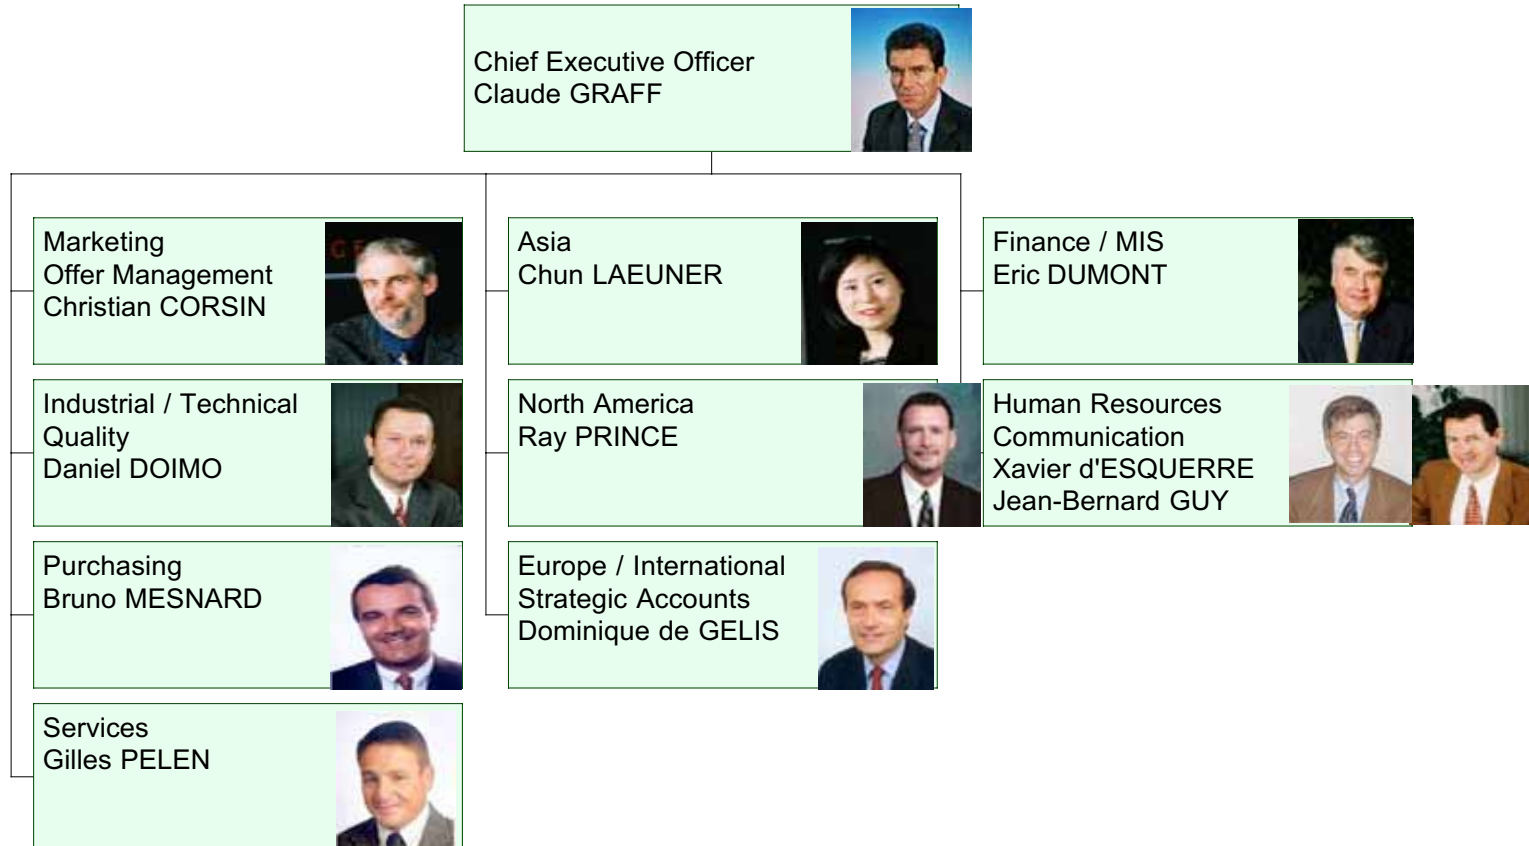 Chief Executive Officer
Claude GRAFF
Marketing
Offer Management
Christian CORSIN
Industrial / Technical
Quality
Daniel DOIMO
Purchasing
Bruno MESNARD
Services
Gilles PELEN
Asia
Chun LAEUNER
North America
Ray PRINCE
Europe / International
Strategic Accounts
Dominique de GELIS
Finance / MIS
Eric DUMONT
Human Resources
Communication
Xavier d'ESQUERRE
Jean-Bernard GUY